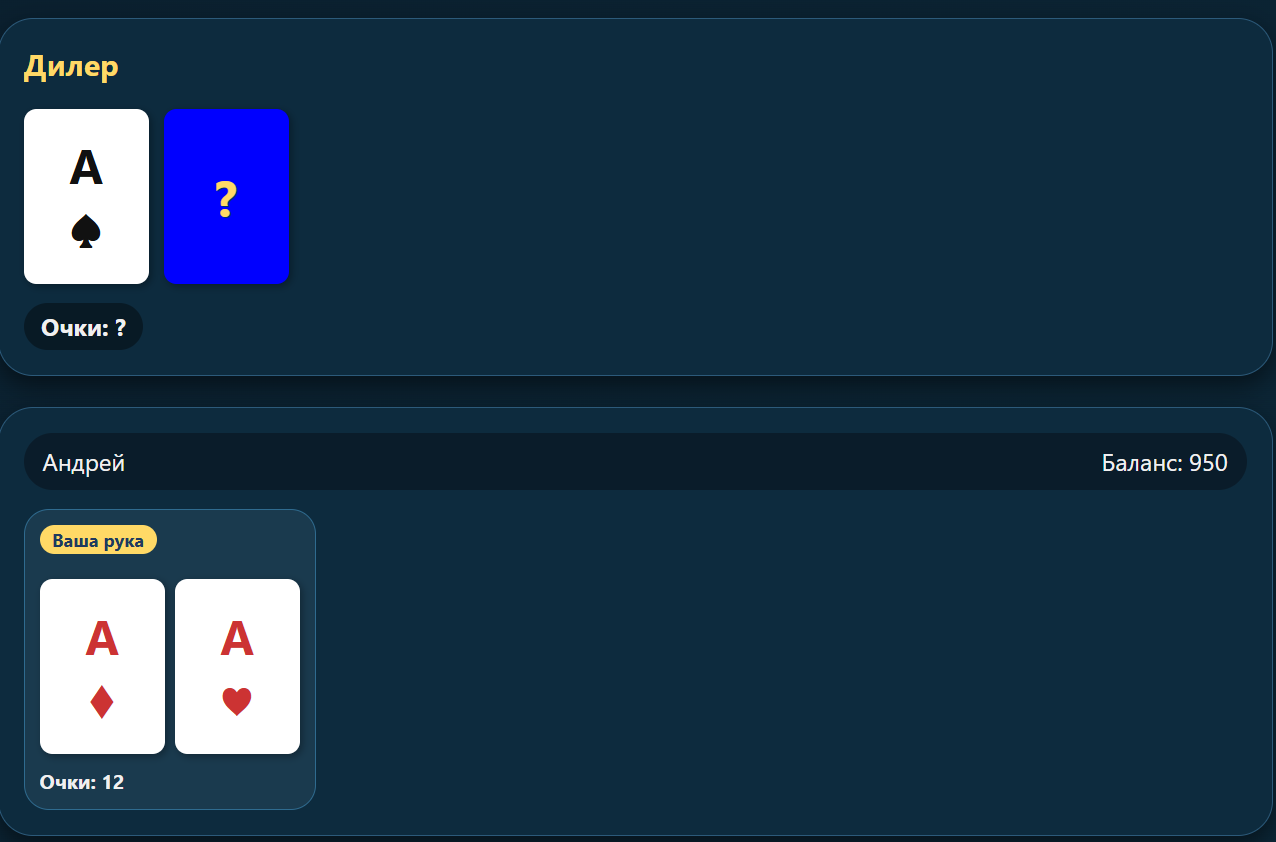 Дилер
A ?
♠
Очки: ?
Андрей Баланс: 950
Ваша рука
A A
♦ ♥
Очки: 12